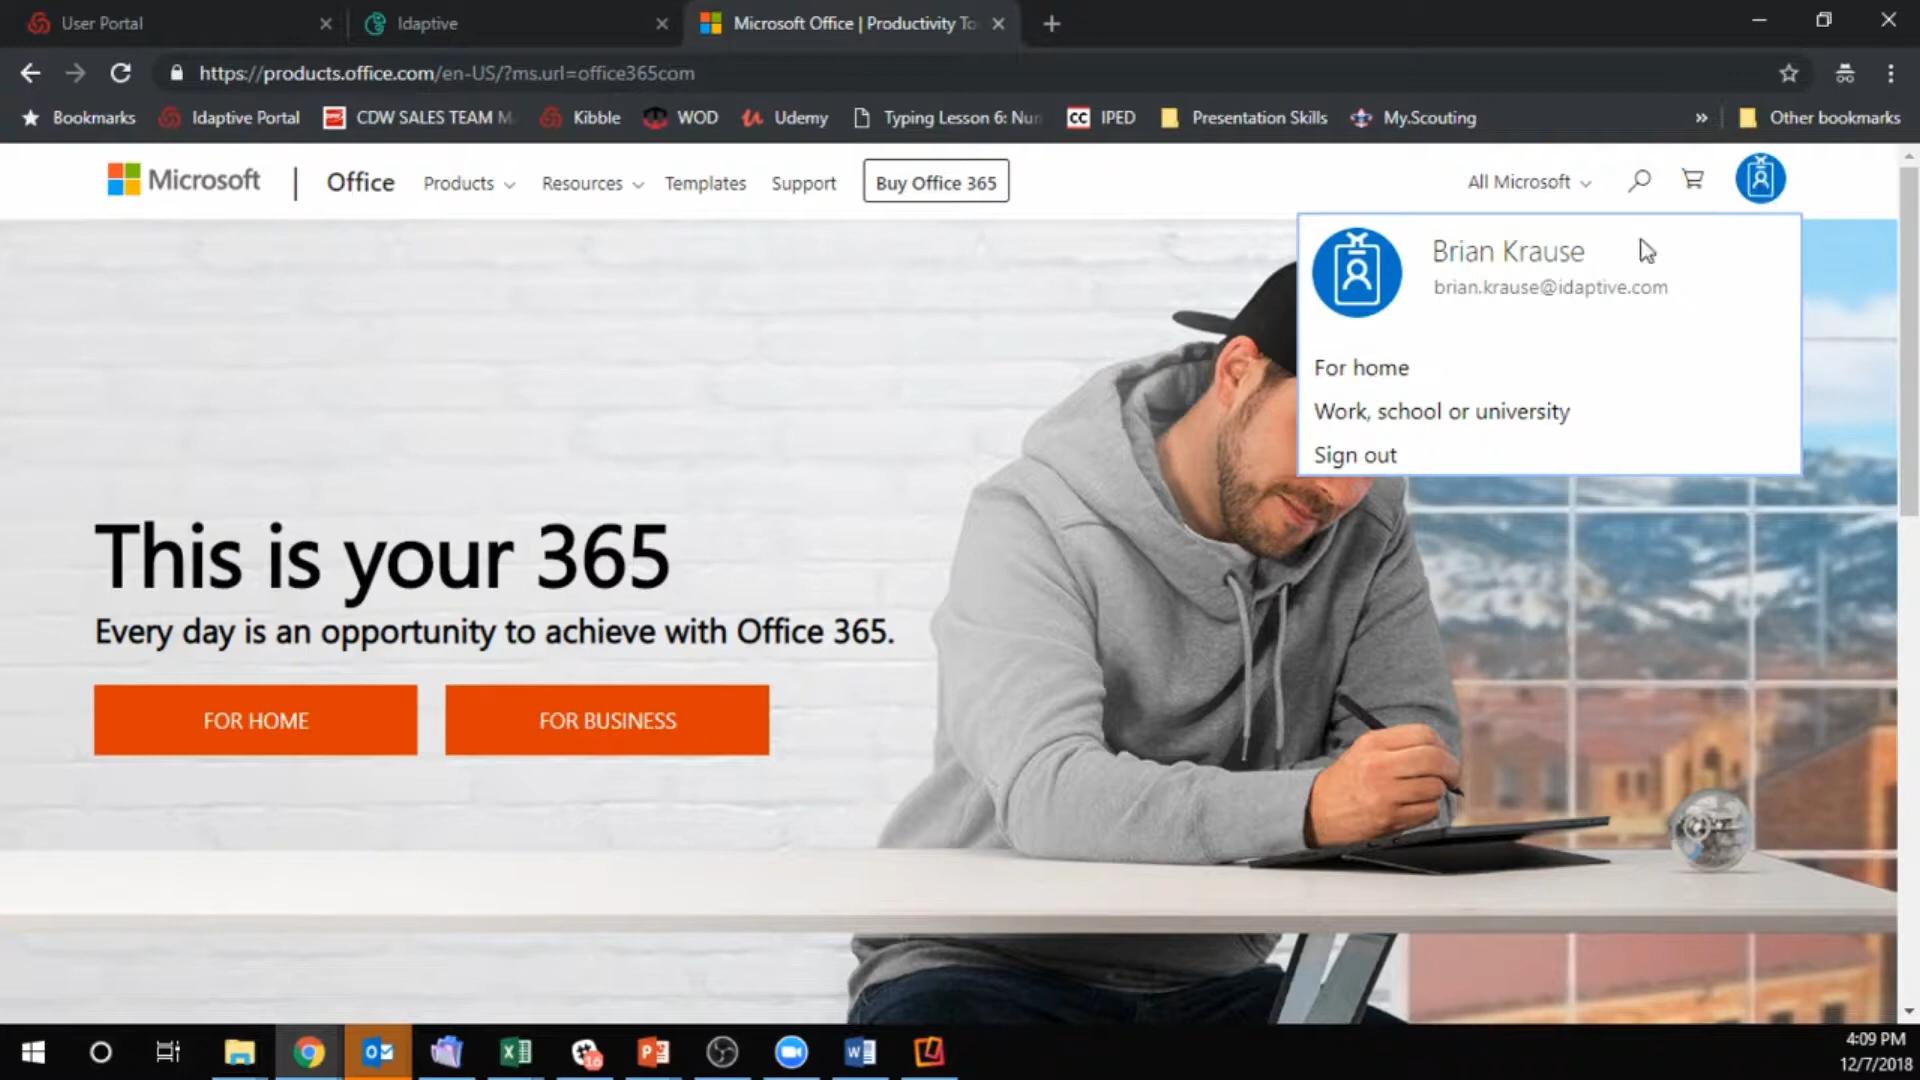 User Portal
Idaptive
Microsoft Office | Productivity To
https://products.office.com/en-US/?ms.url=office365com
Bookmarks
Idaptive Portal
CDW SALES TEAM M
Kibble
WOD
Udemy
Typing Lesson 6: Nun
CC IPED
Presentation Skills
My.Scouting
»
Other bookmarks
Microsoft
Office
Products
Resources
Templates
Support
Buy Office 365
All Microsoft
Brian Krause
brian.krause@idaptive.com
For home
Work, school or university
Sign out
This is your 365
Every day is an opportunity to achieve with Office 365.
FOR HOME
FOR BUSINESS
16
4:09 PM
12/7/2018